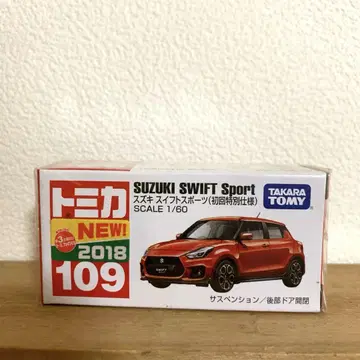 トミカ
NEW!
2018
109
SUZUKI SWIFT Sport
スズキ スイフトスポーツ(初回特別仕様)
SCALE 1/60
TAKARA
TOMY
サスペンション/後部ドア開閉